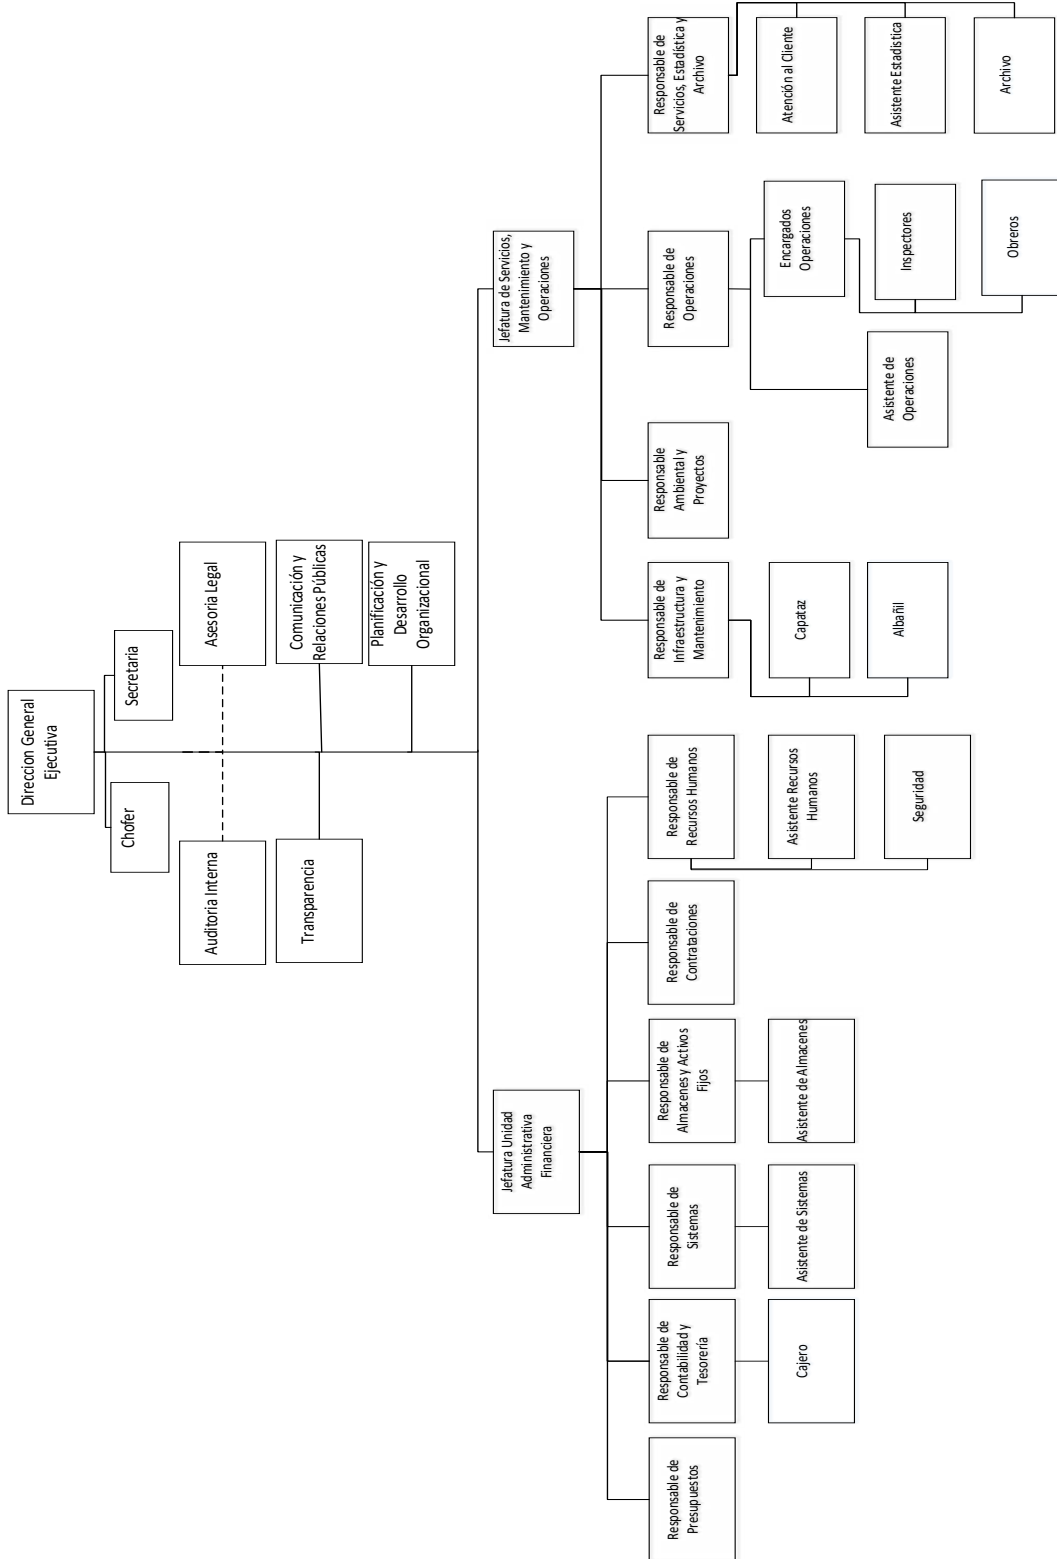 Direccion General
Ejecutiva
Chofer
Secretaria
Auditoria Interna
Asesoria Legal
Transparencia
Comunicación y
Relaciones Públicas
Planificación y
Desarrollo
Organizacional
Jefatura Unidad
Administrativa
Financiera
Jefatura de Servicios,
Mantenimiento y
Operaciones
Responsable de
Presupuestos
Responsable de
Contabilidad y
Tesorería
Responsable de
Sistemas
Responsable de
Almacenes y Activos
Fijos
Responsable de
Contrataciones
Responsable de
Recursos Humanos
Responsable de
Infraestructura y
Mantenimiento
Responsable
Ambiental y
Proyectos
Responsable de
Operaciones
Responsable de
Servicios, Estadística y
Archivo
Cajero
Asistente de Sistemas
Asistente de Almacenes
Asistente Recursos
Humanos
Seguridad
Capataz
Albañil
Asistente de
Operaciones
Encargados
Operaciones
Inspectores
Obreros
Atención al Cliente
Asistente Estadística
Archivo